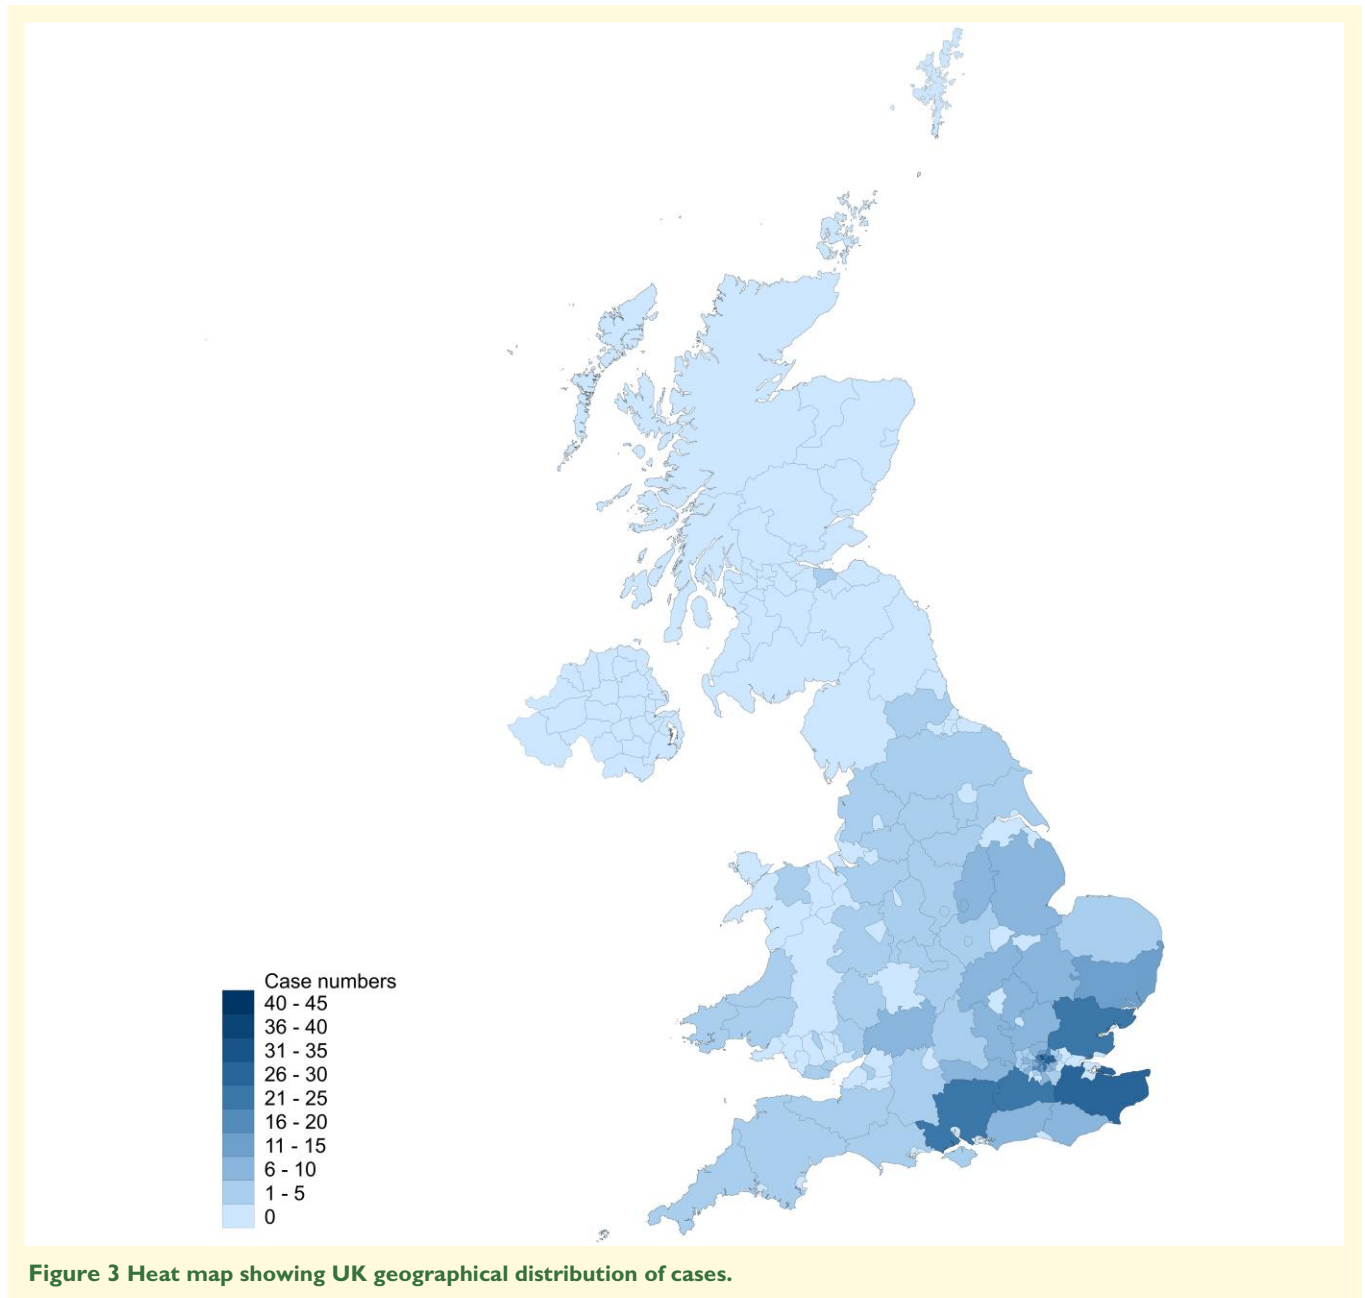 Case numbers
40 - 45
36 - 40
31 - 35
26 - 30
21 - 25
16 - 20
11 - 15
6 - 10
1 - 5
0
Figure 3 Heat map showing UK geographical distribution of cases.